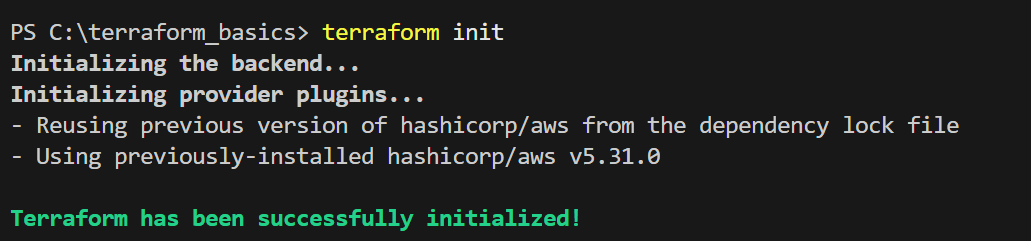 PS C:\terraform_basics> terraform init
Initializing the backend...
Initializing provider plugins...
- Reusing previous version of hashicorp/aws from the dependency lock file
- Using previously-installed hashicorp/aws v5.31.0
Terraform has been successfully initialized!